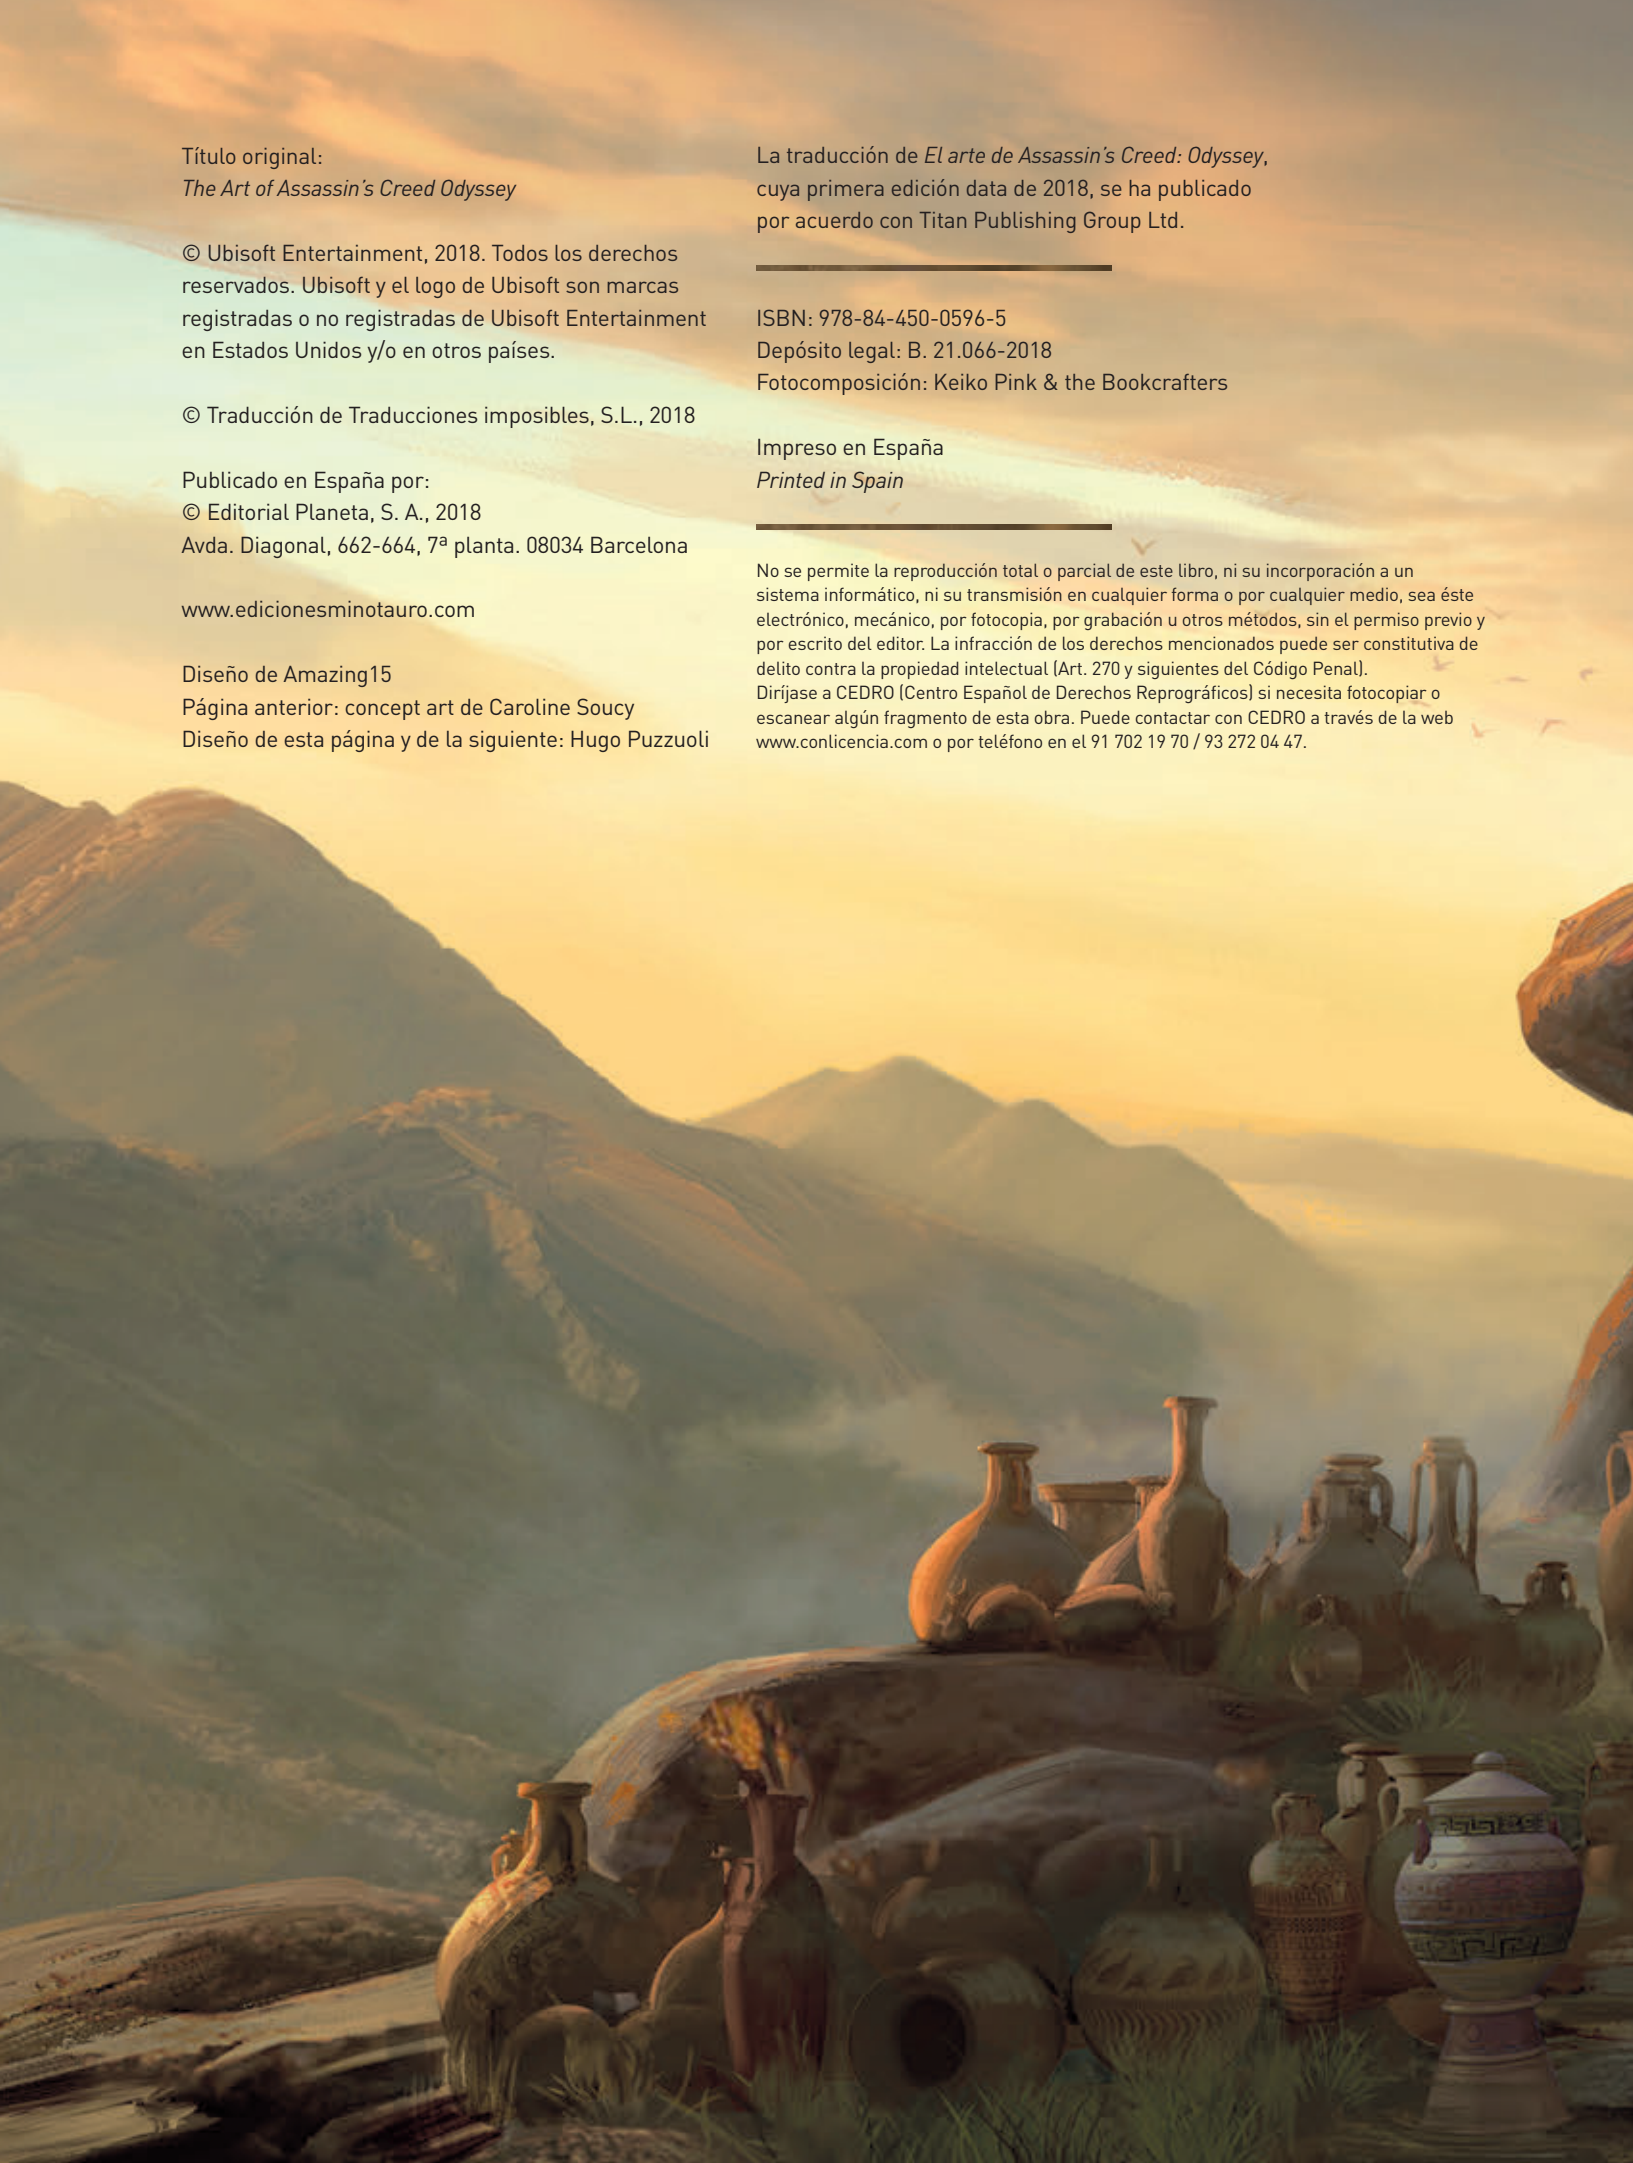 Título original:
The Art of Assassin's Creed Odyssey
© Ubisoft Entertainment, 2018. Todos los derechos
reservados. Ubisoft y el logo de Ubisoft son marcas
registradas o no registradas de Ubisoft Entertainment
en Estados Unidos y/o en otros países.
© Traducción de Traducciones imposibles, S.L., 2018
Publicado en España por:
© Editorial Planeta, S. A., 2018
Avda. Diagonal, 662-664, 7ª planta. 08034 Barcelona
www.edicionesminotauro.com
Diseño de Amazing15
Página anterior: concept art de Caroline Soucy
Diseño de esta página y de la siguiente: Hugo Puzzuoli
La traducción de El arte de Assassin's Creed: Odyssey,
cuya primera edición data de 2018, se ha publicado
por acuerdo con Titan Publishing Group Ltd.
ISBN: 978-84-450-0596-5
Depósito legal: B. 21.066-2018
Fotocomposición: Keiko Pink & the Bookcrafters
Impreso en España
Printed in Spain
No se permite la reproducción total o parcial de este libro, ni su incorporación a un
sistema informático, ni su transmisión en cualquier forma o por cualquier medio, sea éste
electrónico, mecánico, por fotocopia, por grabación u otros métodos, sin el permiso previo y
por escrito del editor. La infracción de los derechos mencionados puede ser constitutiva de
delito contra la propiedad intelectual (Art. 270 y siguientes del Código Penal).
Diríjase a CEDRO (Centro Español de Derechos Reprográficos) si necesita fotocopiar o
escanear algún fragmento de esta obra. Puede contactar con CEDRO a través de la web
www.conlicencia.com o por teléfono en el 91 702 19 70 / 93 272 04 47.